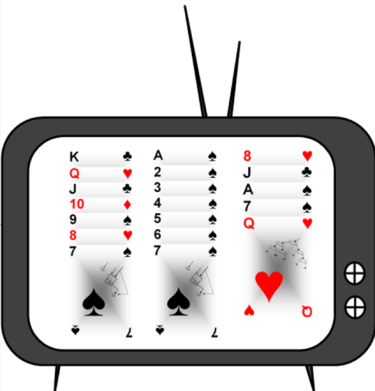 K♣ A♠ 8♥
Q♥ 2♠ J♣
J♣ 3♠ A♠
10♦ 4♠ 7♠
9♠ 5♠ Q♥
8♥ 6♠
7♠ 7♠
♠7 ♠7 ♥Q